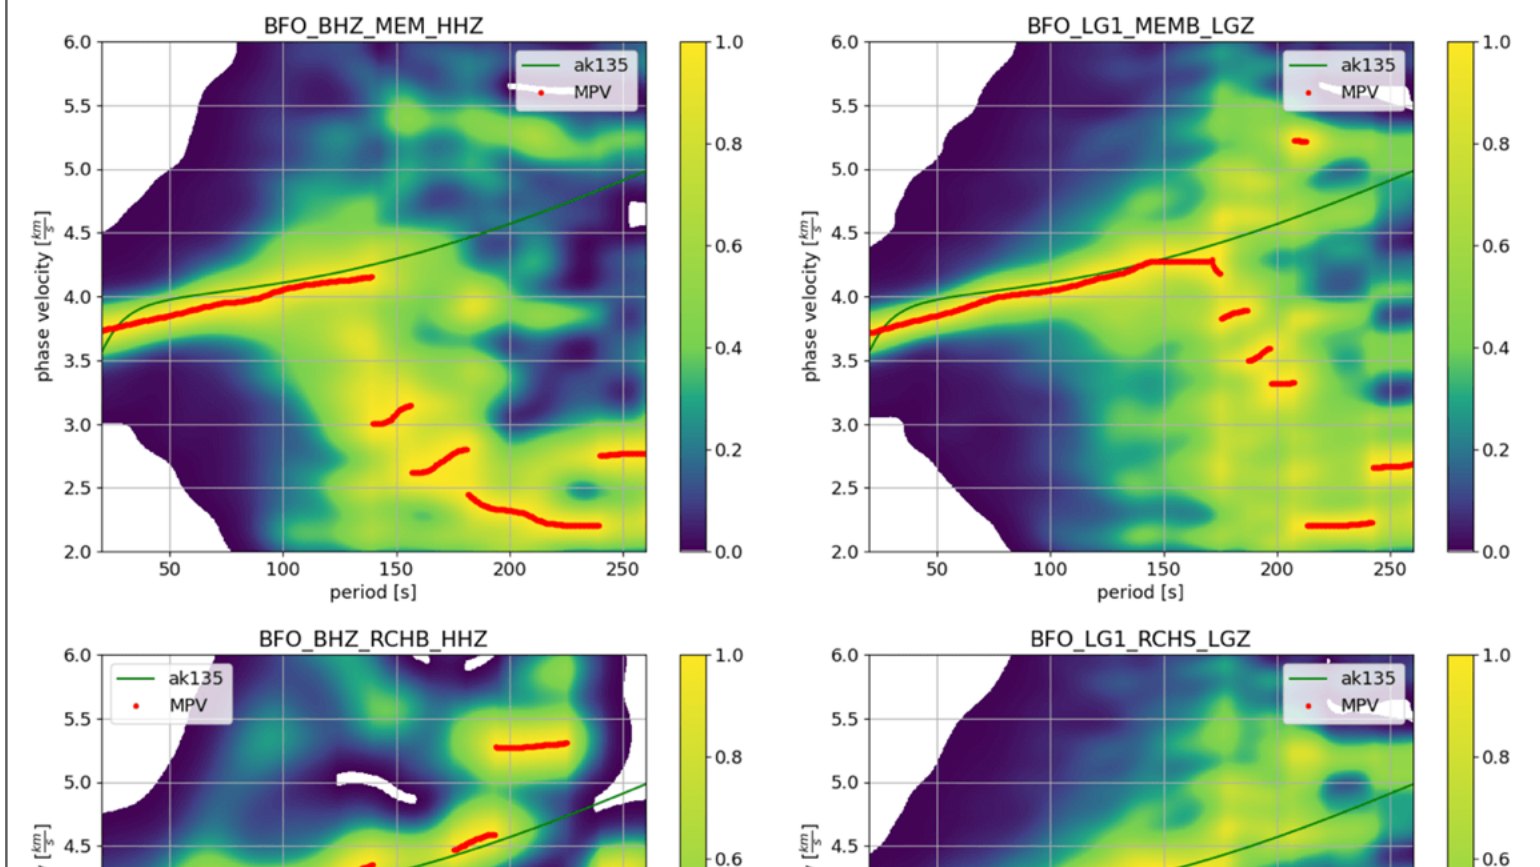 BFO_BHZ_MEM_HHZ
6.0
5.5
5.0
4.5
4.0
3.5
3.0
2.5
2.0
phase velocity [km/s]
50 100 150 200 250
period [s]
ak135
MPV
1.0
0.8
0.6
0.4
0.2
0.0
BFO_LG1_MEMB_LGZ
6.0
5.5
5.0
4.5
4.0
3.5
3.0
2.5
2.0
phase velocity [km/s]
50 100 150 200 250
period [s]
ak135
MPV
1.0
0.8
0.6
0.4
0.2
0.0
BFO_BHZ_RCHB_HHZ
6.0
5.5
5.0
4.5
[km/s]
ak135
MPV
1.0
0.8
0.6
BFO_LG1_RCHS_LGZ
6.0
5.5
5.0
4.5
[km/s]
ak135
MPV
1.0
0.8
0.6